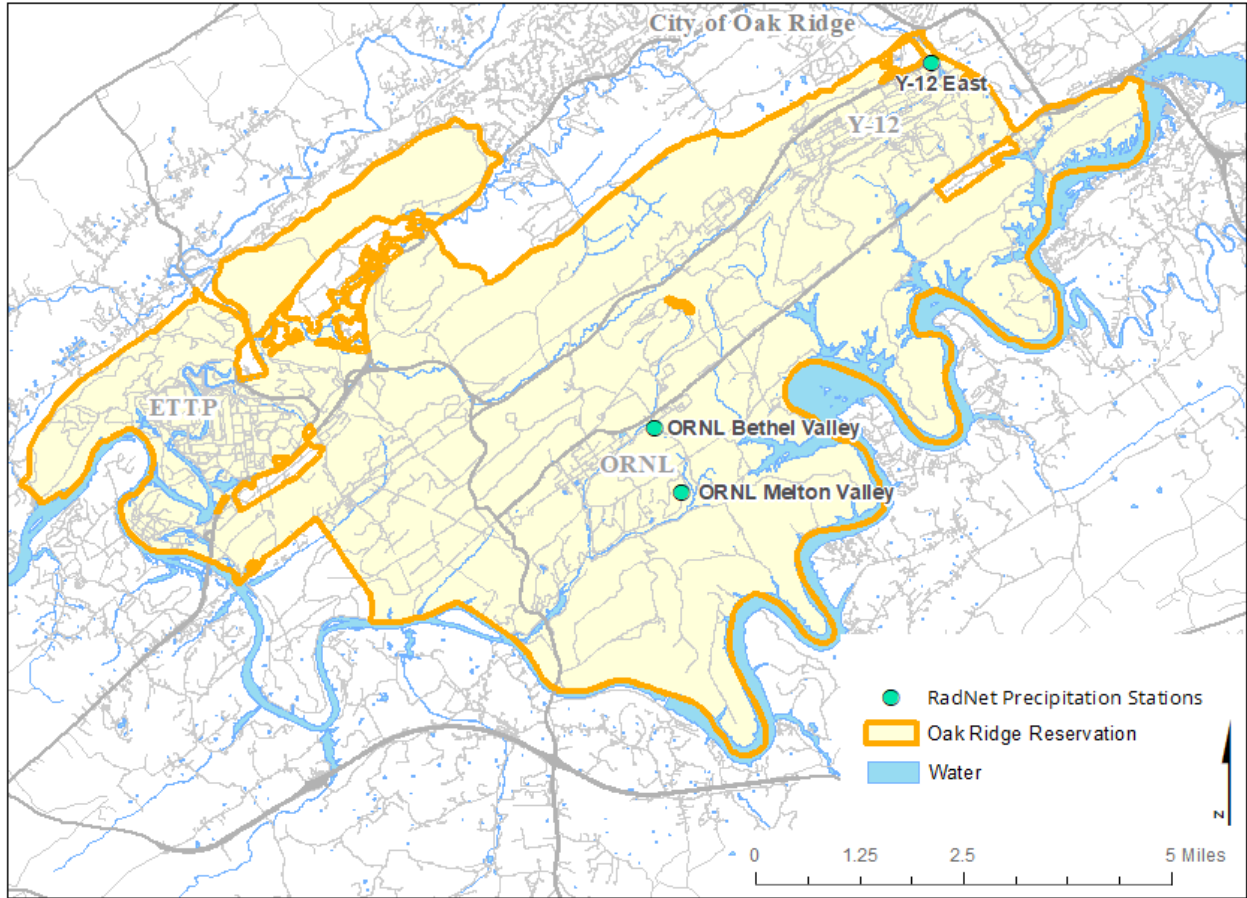 City of Oak Ridge
Y-12 East
Y-12
ETTP
ORNL Bethel Valley
ORNL
ORNL Melton Valley
RadNet Precipitation Stations
Oak Ridge Reservation
Water
N
0 1.25 2.5 5 Miles